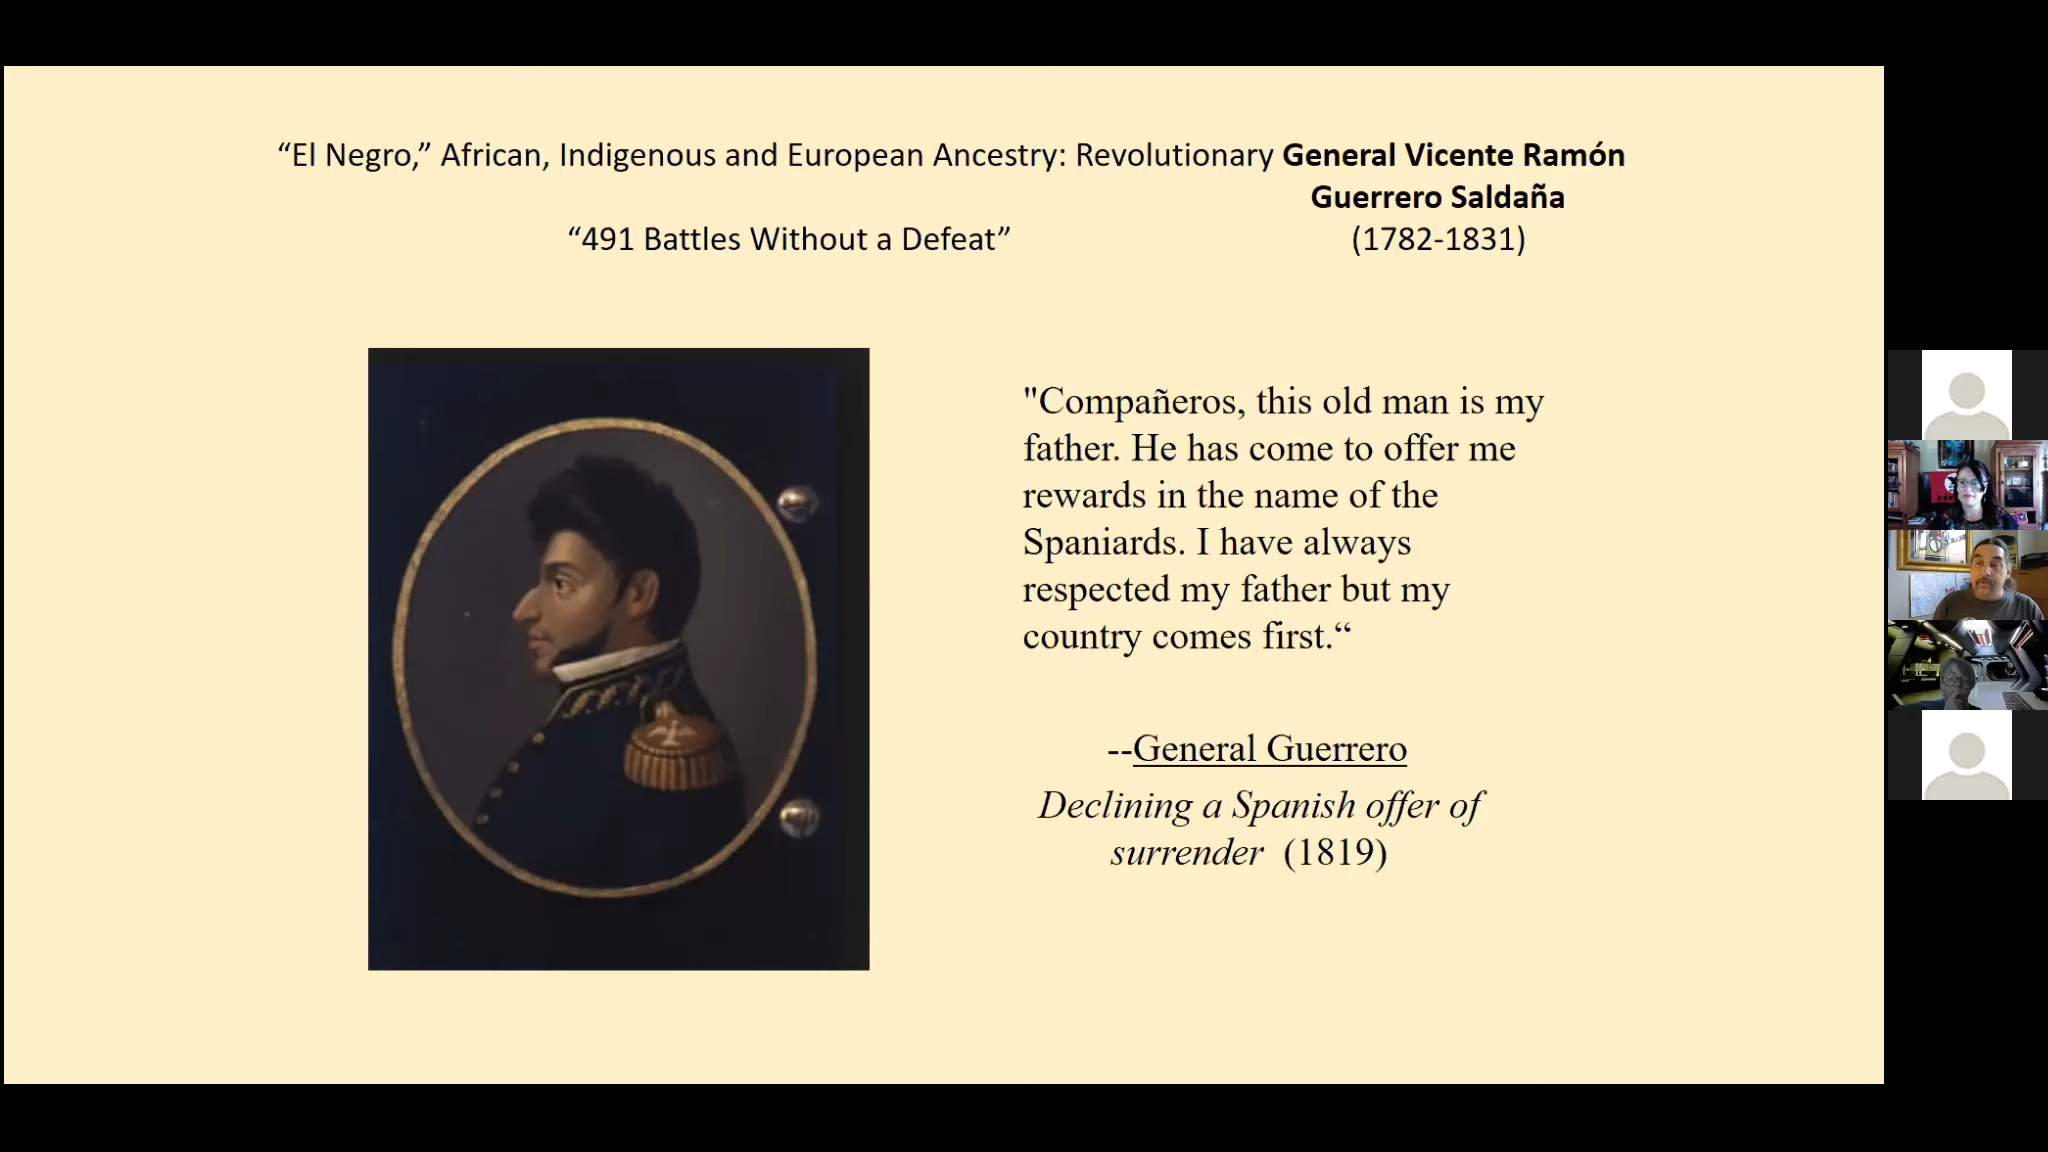 “El Negro,” African, Indigenous and European Ancestry: Revolutionary General Vicente Ramón
Guerrero Saldaña
“491 Battles Without a Defeat” (1782-1831)
"Compañeros, this old man is my
father. He has come to offer me
rewards in the name of the
Spaniards. I have always
respected my father but my
country comes first.“
--General Guerrero
Declining a Spanish offer of
surrender (1819)